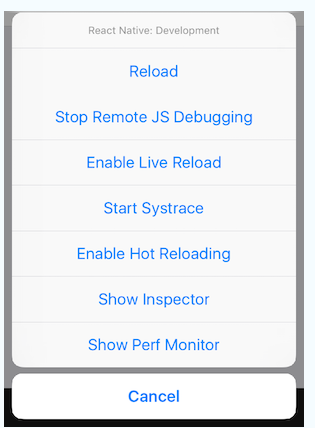 React Native: Development
Reload
Stop Remote JS Debugging
Enable Live Reload
Start Systrace
Enable Hot Reloading
Show Inspector
Show Perf Monitor
Cancel